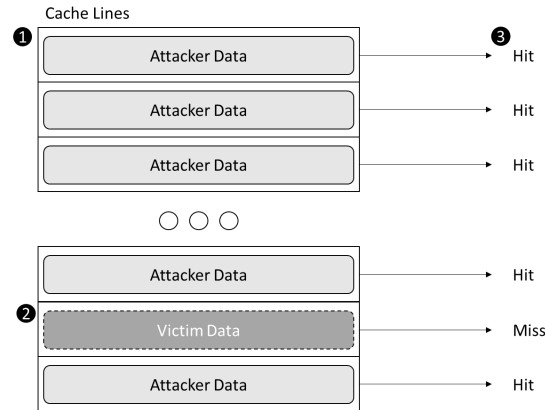 Cache Lines
❶ Attacker Data ❸ Hit
Attacker Data Hit
Attacker Data Hit
Attacker Data Hit
❷ Victim Data Miss
Attacker Data Hit